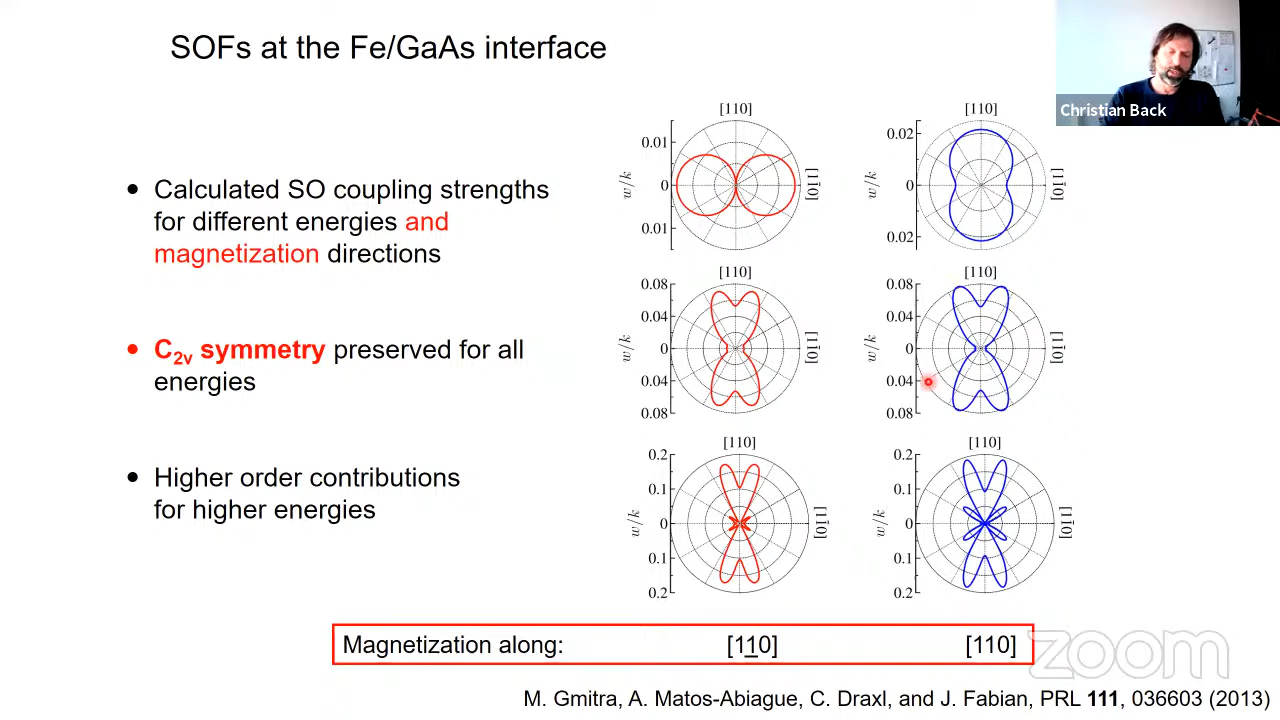 SOFs at the Fe/GaAs interface
Christian Back
• Calculated SO coupling strengths
for different energies and
magnetization directions
• C2v symmetry preserved for all
energies
• Higher order contributions
for higher energies
[110]
0.01
0
0.01
w/k
[11̄0]
[110]
0.02
0
0.02
w/k
[11̄0]
[110]
0.08
0.04
0
0.04
0.08
w/k
[11̄0]
[110]
0.08
0.04
0
0.04
0.08
w/k
[11̄0]
[110]
0.2
0.1
0
0.1
0.2
w/k
[11̄0]
[110]
0.2
0.1
0
0.1
0.2
w/k
[11̄0]
Magnetization along: [11̲0] [110]
zoom
M. Gmitra, A. Matos-Abiague, C. Draxl, and J. Fabian, PRL 111, 036603 (2013)